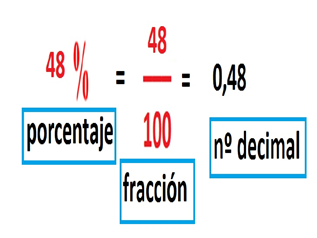 48 % = 48/100 = 0,48
porcentaje
fracción
nº decimal